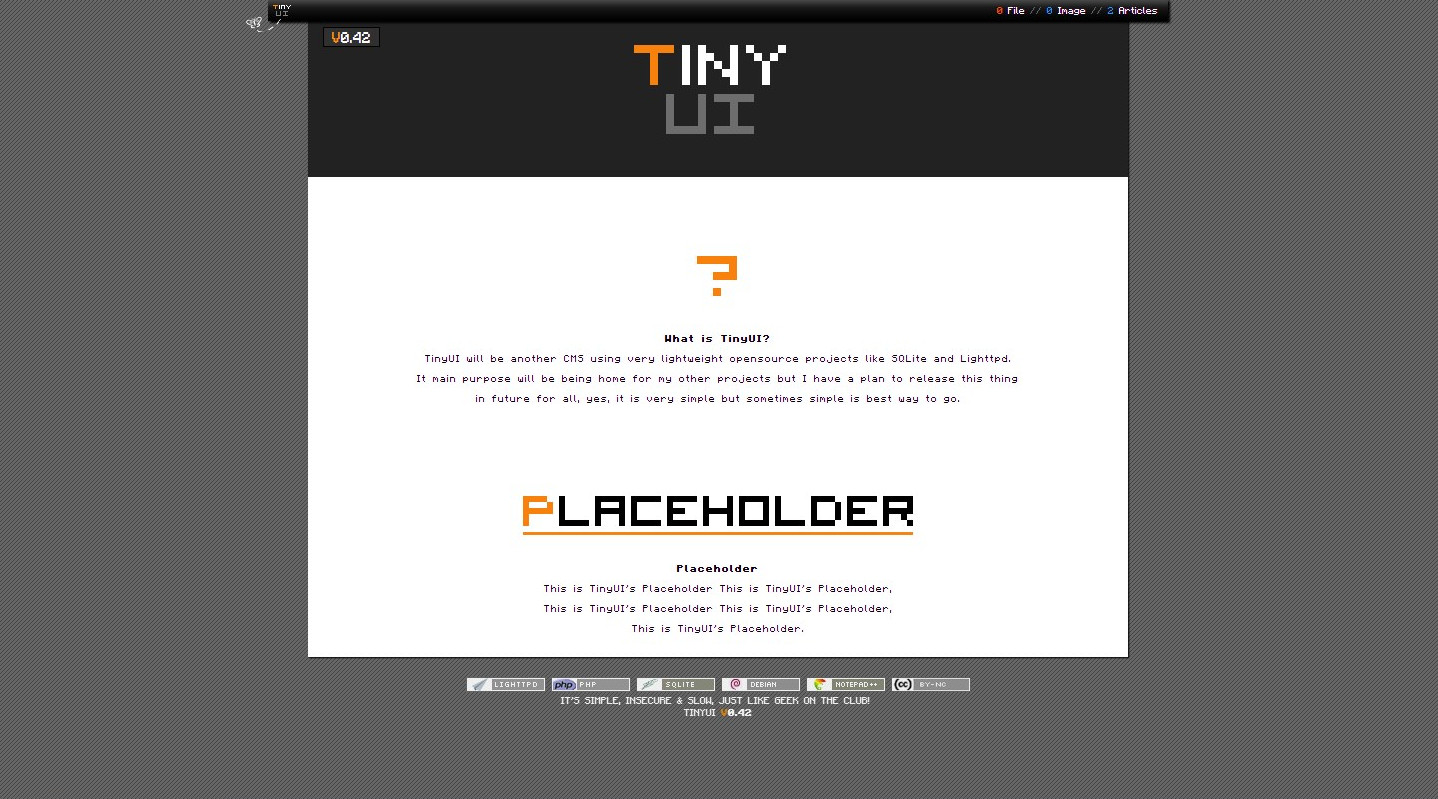 TINY
UI
0 File // 0 Image // 2 Articles
V0.42
TINY
UI
?
What is TinyUI?
TinyUI will be another CMS using very lightweight opensource projects like SQLite and Lighttpd.
It main purpose will be being home for my other projects but I have a plan to release this thing
in future for all, yes, it is very simple but sometimes simple is best way to go.
PLACEHOLDER
Placeholder
This is TinyUI's Placeholder This is TinyUI's Placeholder,
This is TinyUI's Placeholder This is TinyUI's Placeholder,
This is TinyUI's Placeholder.
LIGHTTPD php PHP SQLITE DEBIAN NOTEPAD++ cc BY-NC
IT'S SIMPLE, INSECURE & SLOW, JUST LIKE GEEK ON THE CLUB!
TINYUI V0.42